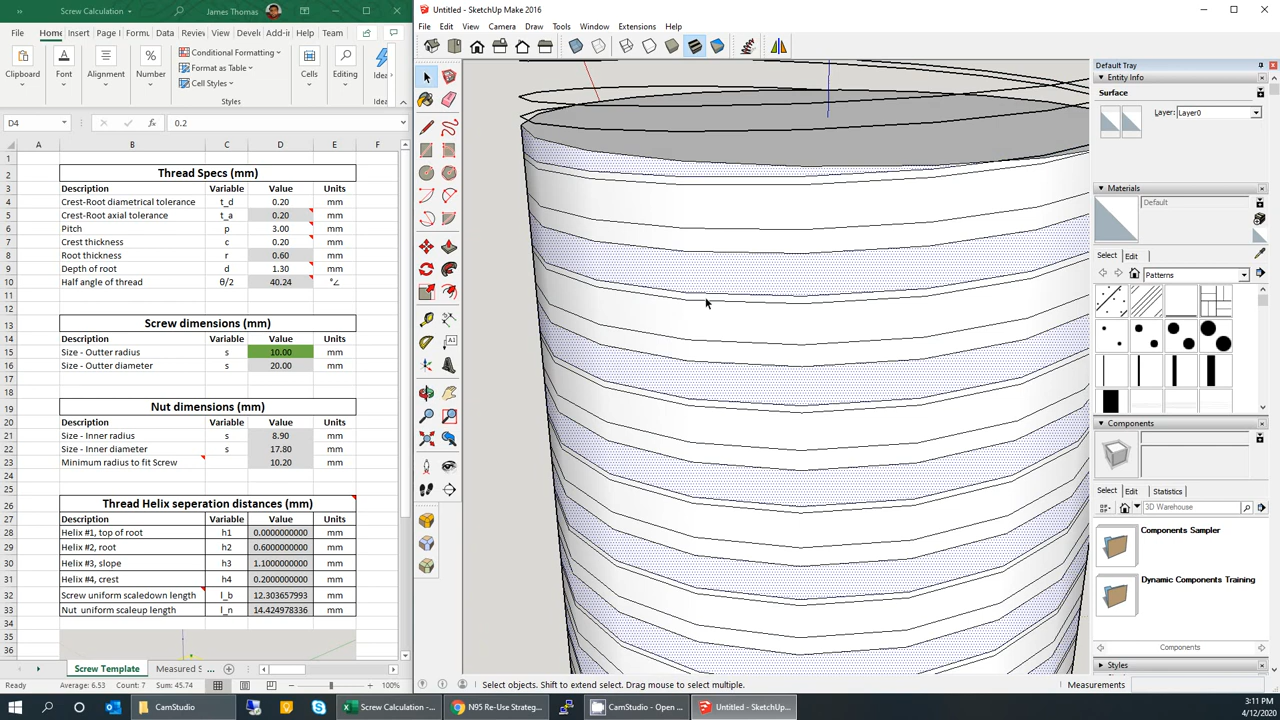 Screw Calculation
James Thomas
File Home Insert Page I Formu Data Reviev View Develo Add-i Help Team
Clipboard
Font
Alignment
Number
Conditional Formatting
Format as Table
Cell Styles
Styles
Cells
Editing
Idea
D4
0.2
A B C D E F
Thread Specs (mm)
Description Variable Value Units
Crest-Root diametrical tolerance t_d 0.20 mm
Crest-Root axial tolerance t_a 0.20 mm
Pitch p 3.00 mm
Crest thickness c 0.20 mm
Root thickness r 0.60 mm
Depth of root d 1.30 mm
Half angle of thread θ/2 40.24 °∠
Screw dimensions (mm)
Description Variable Value Units
Size - Outter radius s 10.00 mm
Size - Outter diameter s 20.00 mm
Nut dimensions (mm)
Description Variable Value Units
Size - Inner radius s 8.90 mm
Size - Inner diameter s 17.80 mm
Minimum radius to fit Screw 10.20 mm
Thread Helix seperation distances (mm)
Description Variable Value Units
Helix #1, top of root h1 0.0000000000 mm
Helix #2, root h2 0.6000000000 mm
Helix #3, slope h3 1.1000000000 mm
Helix #4, crest h4 0.2000000000 mm
Screw uniform scaledown length l_b 12.303657993 mm
Nut uniform scaleup length l_n 14.424978336 mm
Screw Template
Measured S ...
Ready Average: 6.53 Count: 7 Sum: 45.74 100%
Untitled - SketchUp Make 2016
File Edit View Camera Draw Tools Window Extensions Help
Default Tray
Entity Info
Surface
Layer: Layer0
Materials
Default
Select Edit
Patterns
Components
Select Edit Statistics
3D Warehouse
Components Sampler
Dynamic Components Training
Components
Styles
Select objects. Shift to extend select. Drag mouse to select multiple.
Measurements
CamStudio
Screw Calculation -...
N95 Re-Use Strateg...
CamStudio - Open ...
Untitled - SketchUp...
3:11 PM
4/12/2020